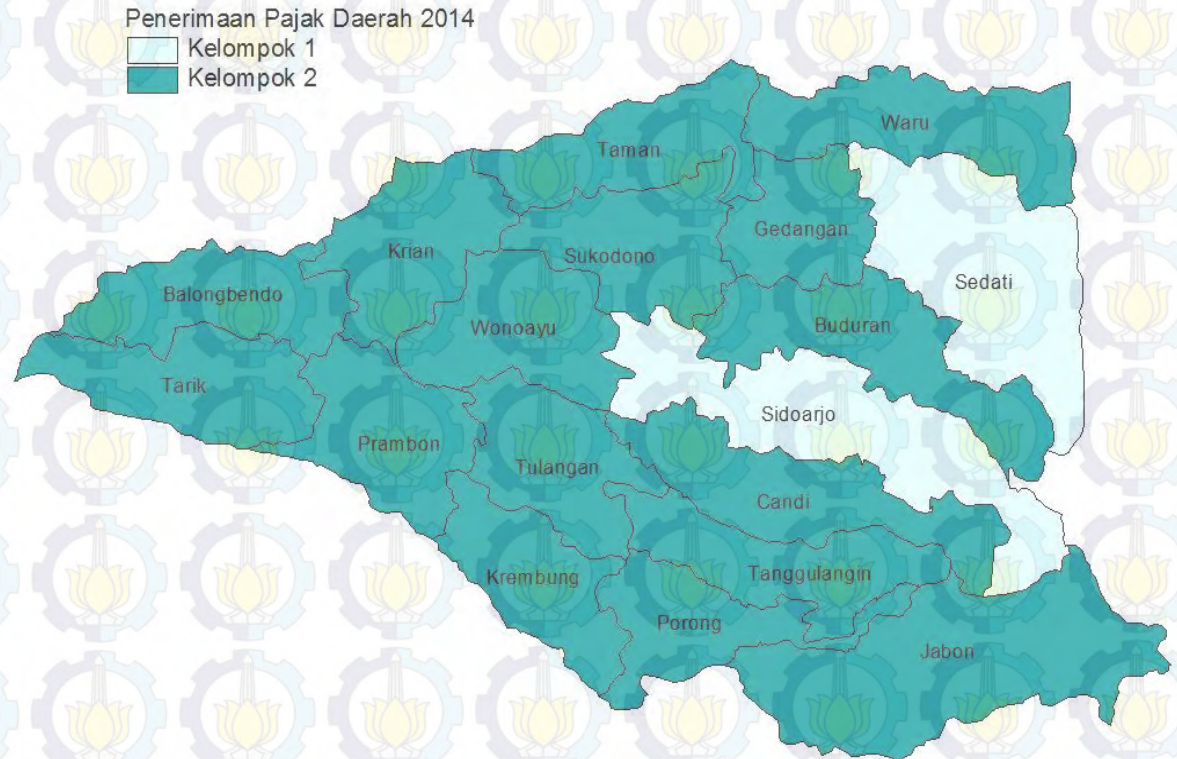 Penerimaan Pajak Daerah 2014
Kelompok 1
Kelompok 2
Waru
Taman
Gedangan
Krian
Sukodono
Sedati
Balongbendo
Buduran
Wonoayu
Tarik
Sidoarjo
Prambon
Tulangan
Candi
Tanggulangin
Krembung
Porong
Jabon